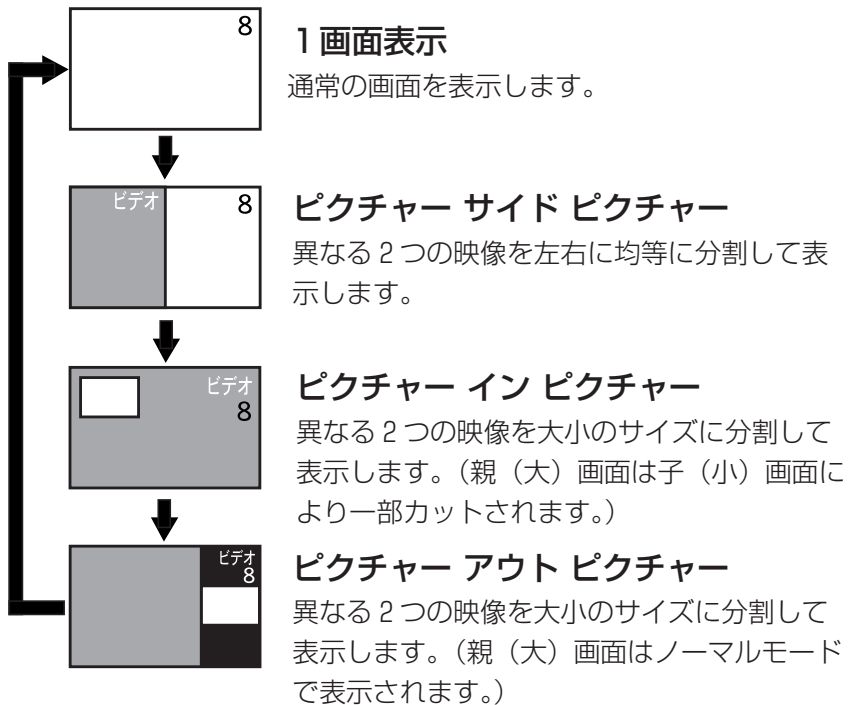 8
1画面表示
通常の画面を表示します。
ビデオ 8
ピクチャー サイド ピクチャー
異なる2つの映像を左右に均等に分割して表
示します。
ビデオ
8
ピクチャー イン ピクチャー
異なる2つの映像を大小のサイズに分割して
表示します。（親（大）画面は子（小）画面に
より一部カットされます。）
ビデオ
8
ピクチャー アウト ピクチャー
異なる2つの映像を大小のサイズに分割して
表示します。（親（大）画面はノーマルモード
で表示されます。）